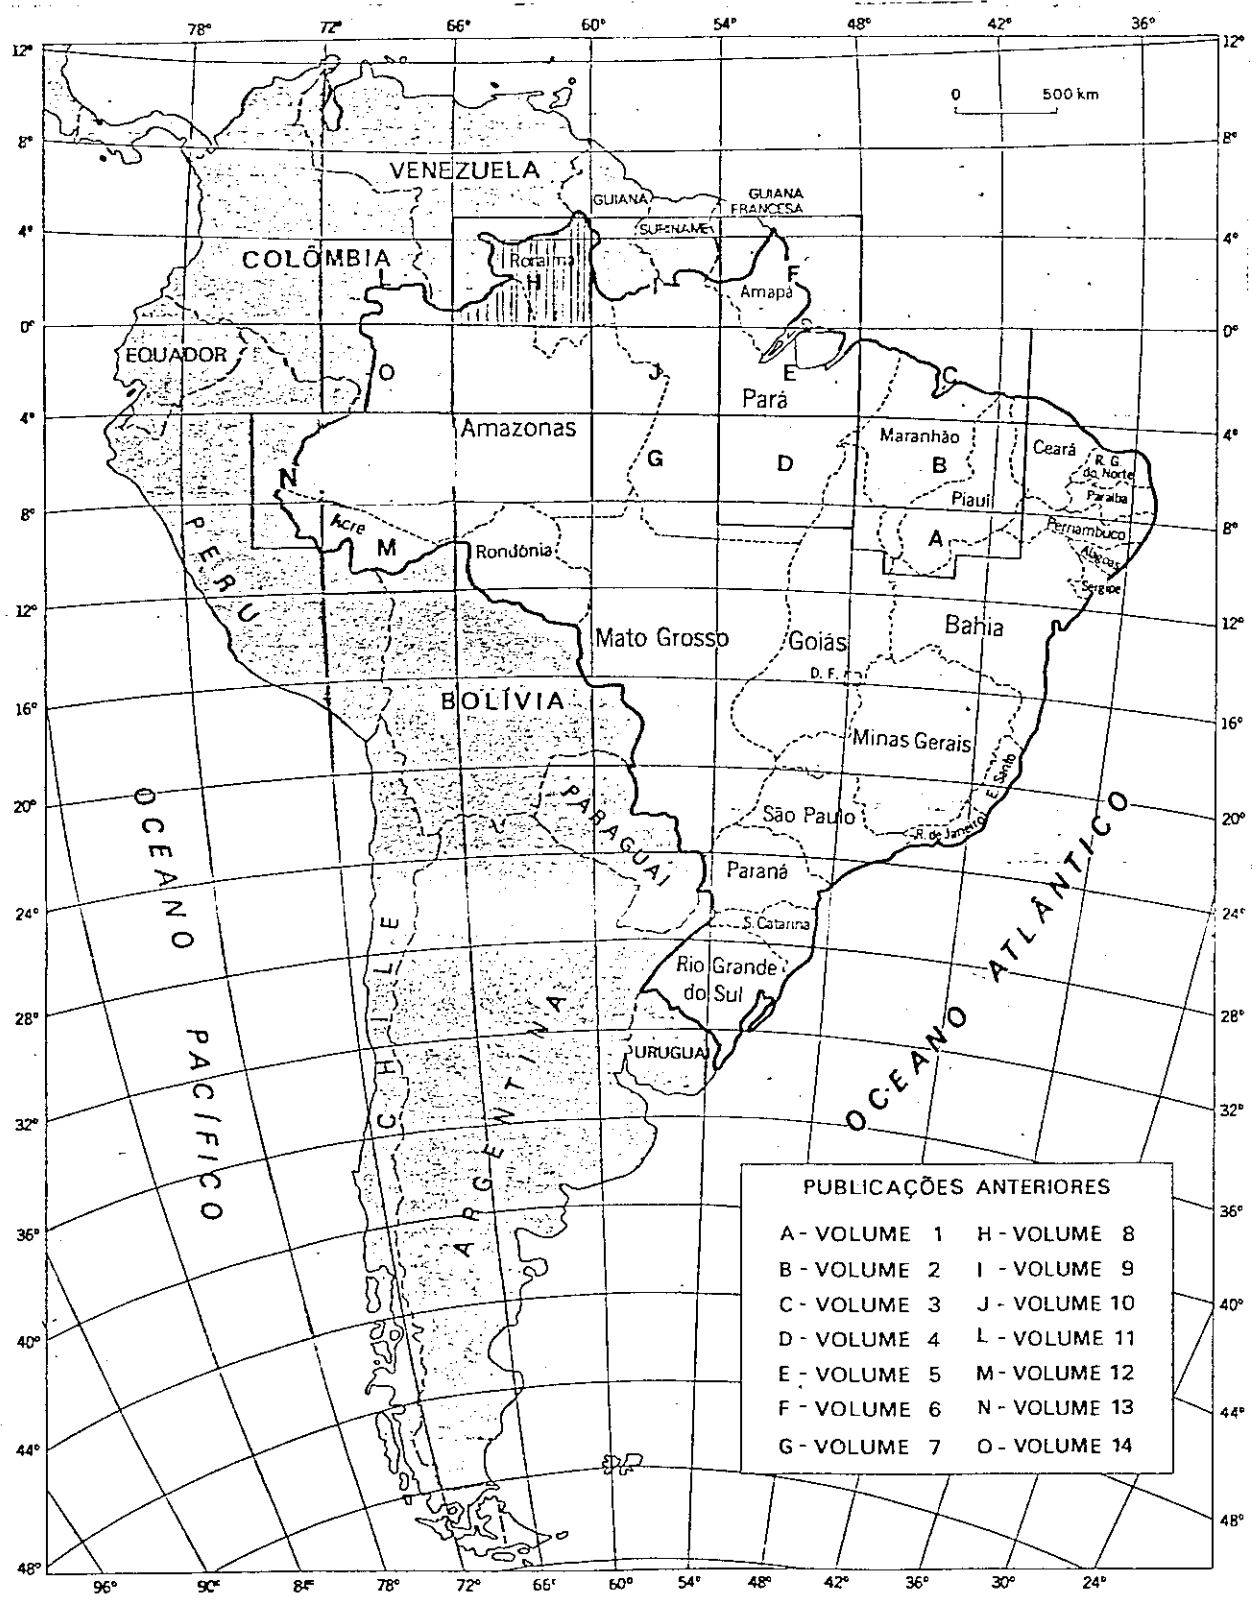 78° 72° 66° 60° 54° 48° 42° 36°
12° 12°
0 500 km
8° 8°
VENEZUELA
GUIANA
GUIANA
FRANCESA
SURINAME
4° 4°
COLÔMBIA
Roraima
H
F
I
Amapá
0° 0°
EQUADOR
O
J
E
C
Pará
4° 4°
Amazonas
Maranhão
Ceará
G
D
B
R. G.
do Norte
N
Piauí
Paraíba
8° 8°
Acre
M
Rondônia
A
Pernambuco
Alagoas
Sergipe
PERU
12° 12°
Mato Grosso
Goiás
Bahia
D. F.
BOLÍVIA
16° 16°
Minas Gerais
E. Santo
20° 20°
PARAGUAI
São Paulo
R. de Janeiro
Paraná
24° 24°
S. Catarina
Rio Grande
do Sul
28° 28°
URUGUAI
CHILE
ARGENTINA
OCEANO PACÍFICO
OCEANO ATLÂNTICO
32° 32°
36° 36°
40° 40°
44° 44°
48° 48°
PUBLICAÇÕES ANTERIORES
A - VOLUME 1 H - VOLUME 8
B - VOLUME 2 I - VOLUME 9
C - VOLUME 3 J - VOLUME 10
D - VOLUME 4 L - VOLUME 11
E - VOLUME 5 M - VOLUME 12
F - VOLUME 6 N - VOLUME 13
G - VOLUME 7 O - VOLUME 14
96° 90° 84° 78° 72° 66° 60° 54° 48° 42° 36° 30° 24°